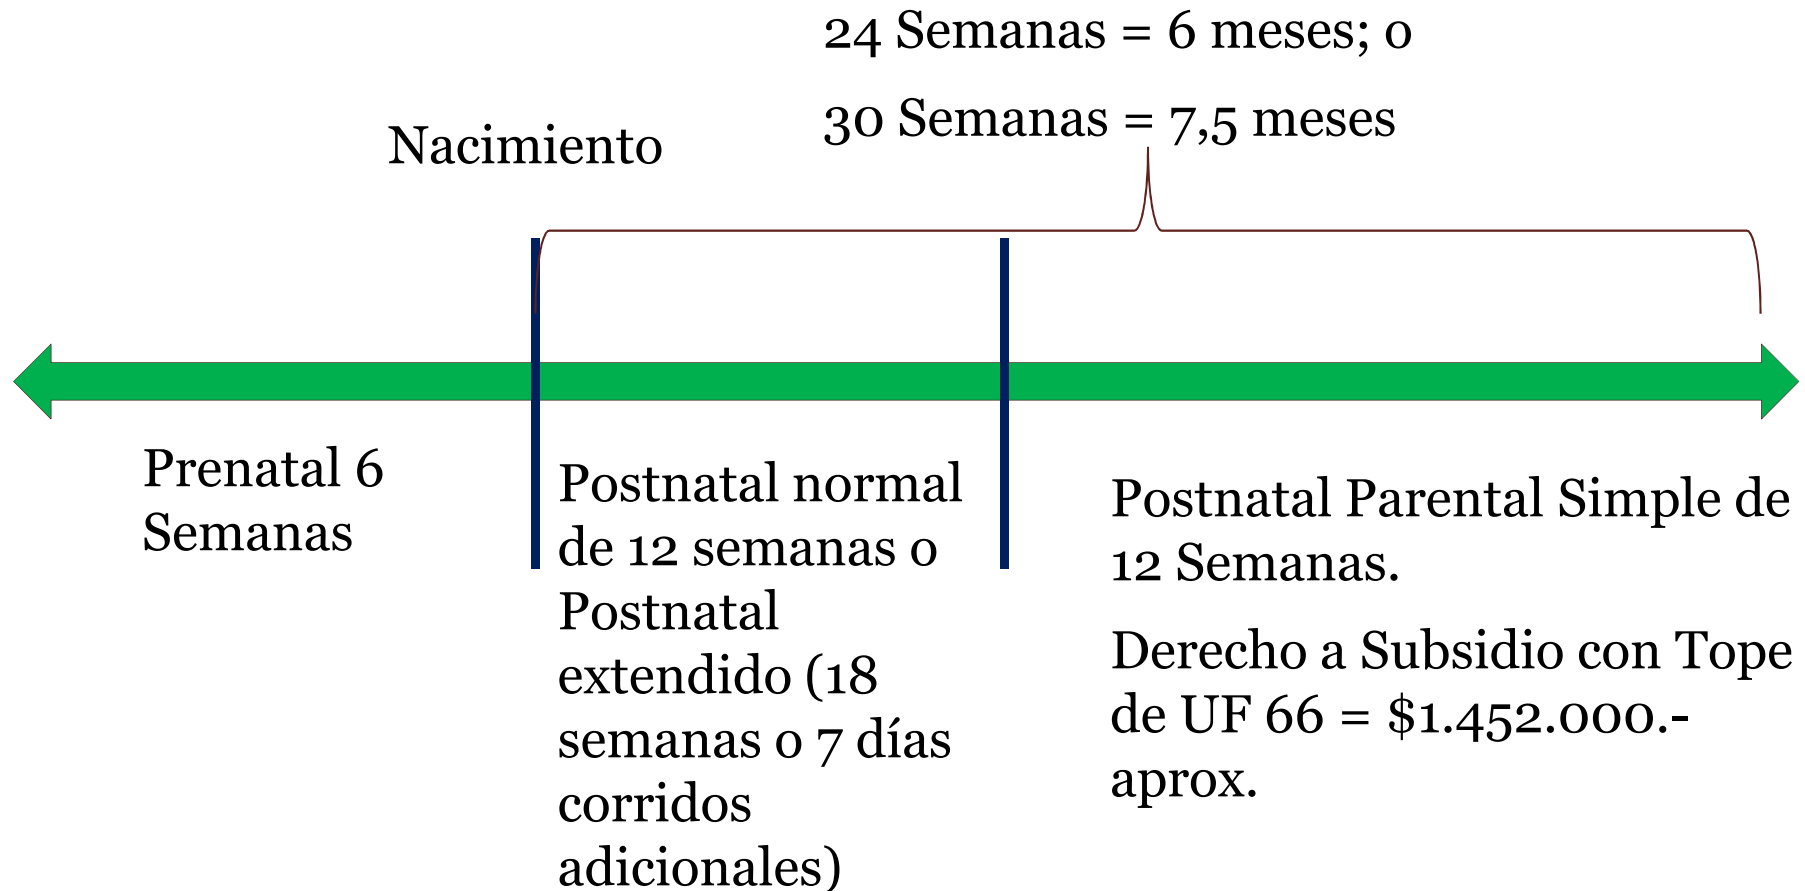 24 Semanas = 6 meses; o
30 Semanas = 7,5 meses
Nacimiento
Prenatal 6
Semanas
Postnatal normal
de 12 semanas o
Postnatal
extendido (18
semanas o 7 días
corridos
adicionales)
Postnatal Parental Simple de
12 Semanas.
Derecho a Subsidio con Tope
de UF 66 = $1.452.000.-
aprox.